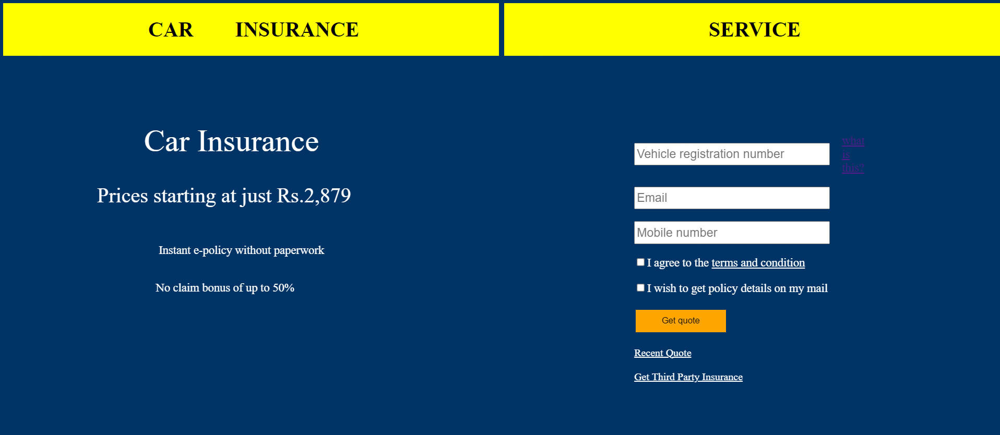 CAR INSURANCE
SERVICE
Car Insurance
Prices starting at just Rs.2,879
Instant e-policy without paperwork
No claim bonus of up to 50%
Vehicle registration number
what
is
this?
Email
Mobile number
I agree to the terms and condition
I wish to get policy details on my mail
Get quote
Recent Quote
Get Third Party Insurance